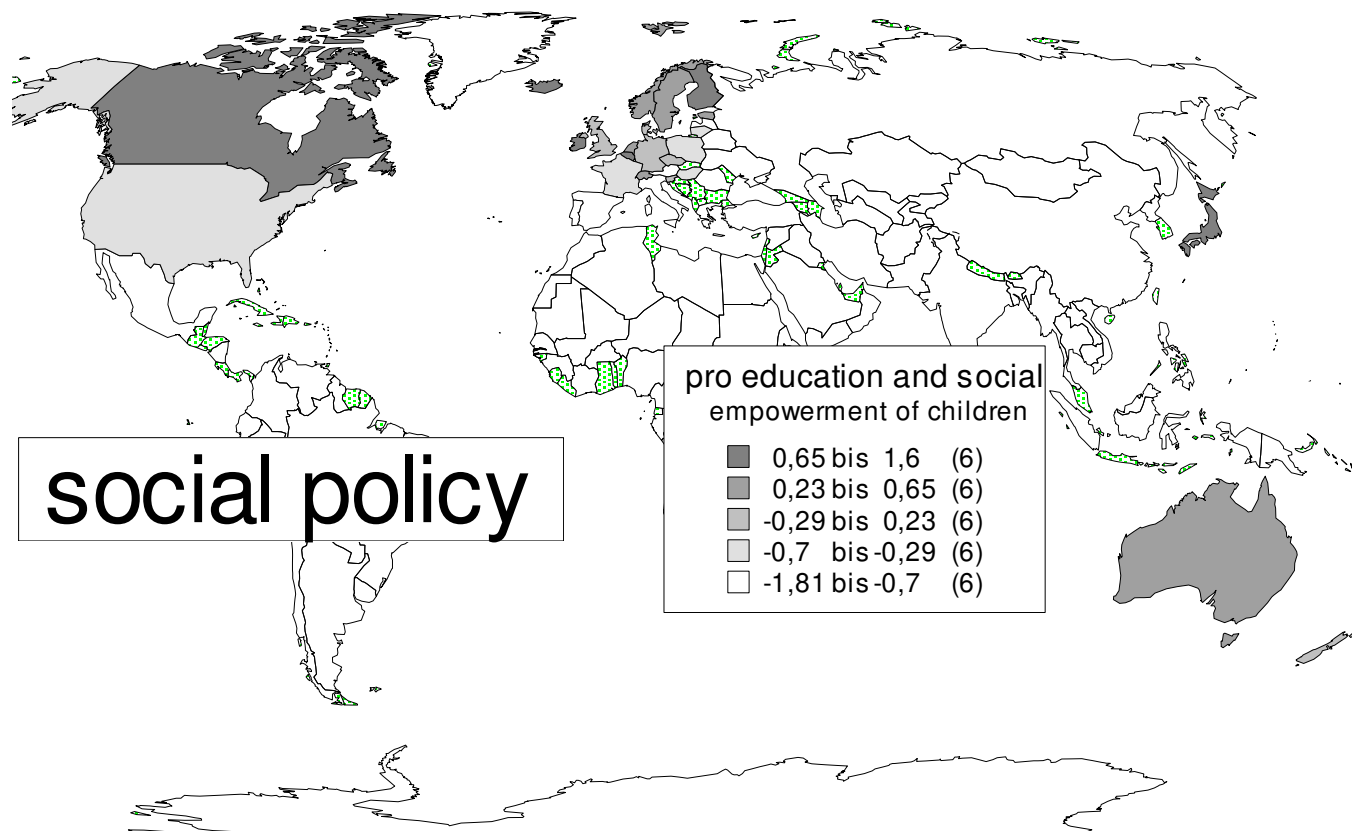 pro education and social
empowerment of children
0,65 bis 1,6 (6)
0,23 bis 0,65 (6)
-0,29 bis 0,23 (6)
-0,7 bis -0,29 (6)
-1,81 bis -0,7 (6)
social policy